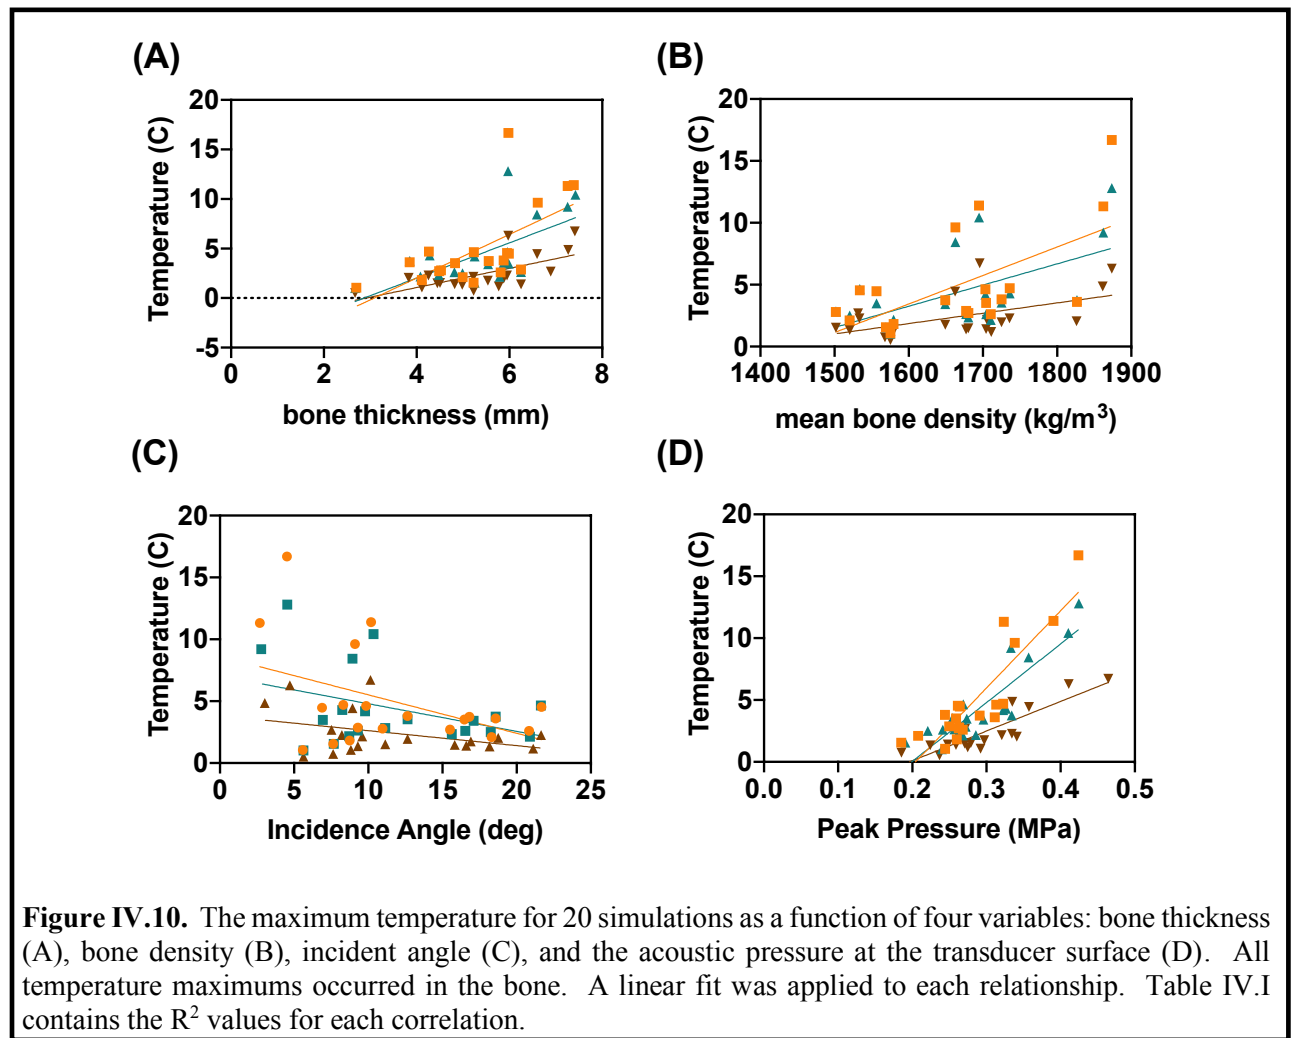 (A)
20
15
10
5
0
-5
Temperature (C)
0 2 4 6 8
bone thickness (mm)
(B)
20
15
10
5
0
Temperature (C)
1400 1500 1600 1700 1800 1900
mean bone density (kg/m³)
(C)
20
15
10
5
0
Temperature (C)
0 5 10 15 20 25
Incidence Angle (deg)
(D)
20
15
10
5
0
Temperature (C)
0.0 0.1 0.2 0.3 0.4 0.5
Peak Pressure (MPa)
Figure IV.10. The maximum temperature for 20 simulations as a function of four variables: bone thickness
(A), bone density (B), incident angle (C), and the acoustic pressure at the transducer surface (D). All
temperature maximums occurred in the bone. A linear fit was applied to each relationship. Table IV.I
contains the R² values for each correlation.